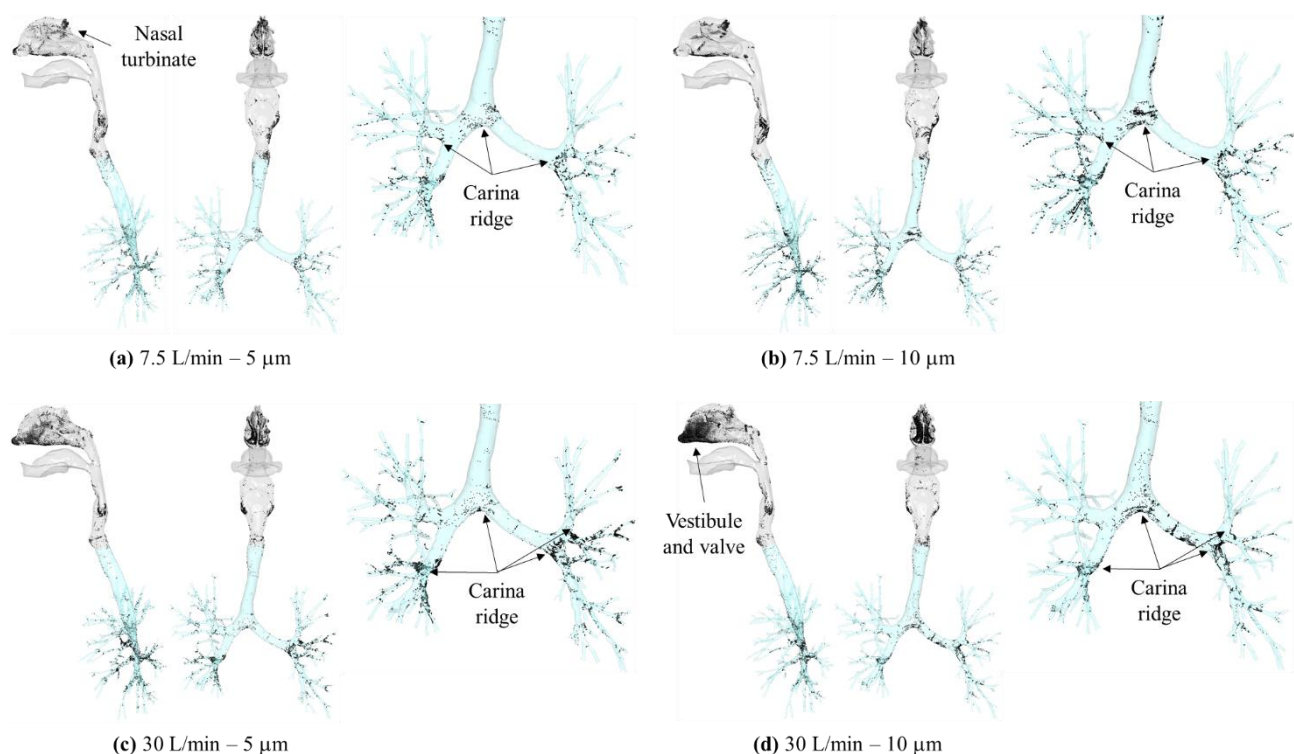 Nasal
turbinate
Carina
ridge
Carina
ridge
(a) 7.5 L/min – 5 μm
(b) 7.5 L/min – 10 μm
Carina
ridge
Vestibule
and valve
Carina
ridge
(c) 30 L/min – 5 μm
(d) 30 L/min – 10 μm